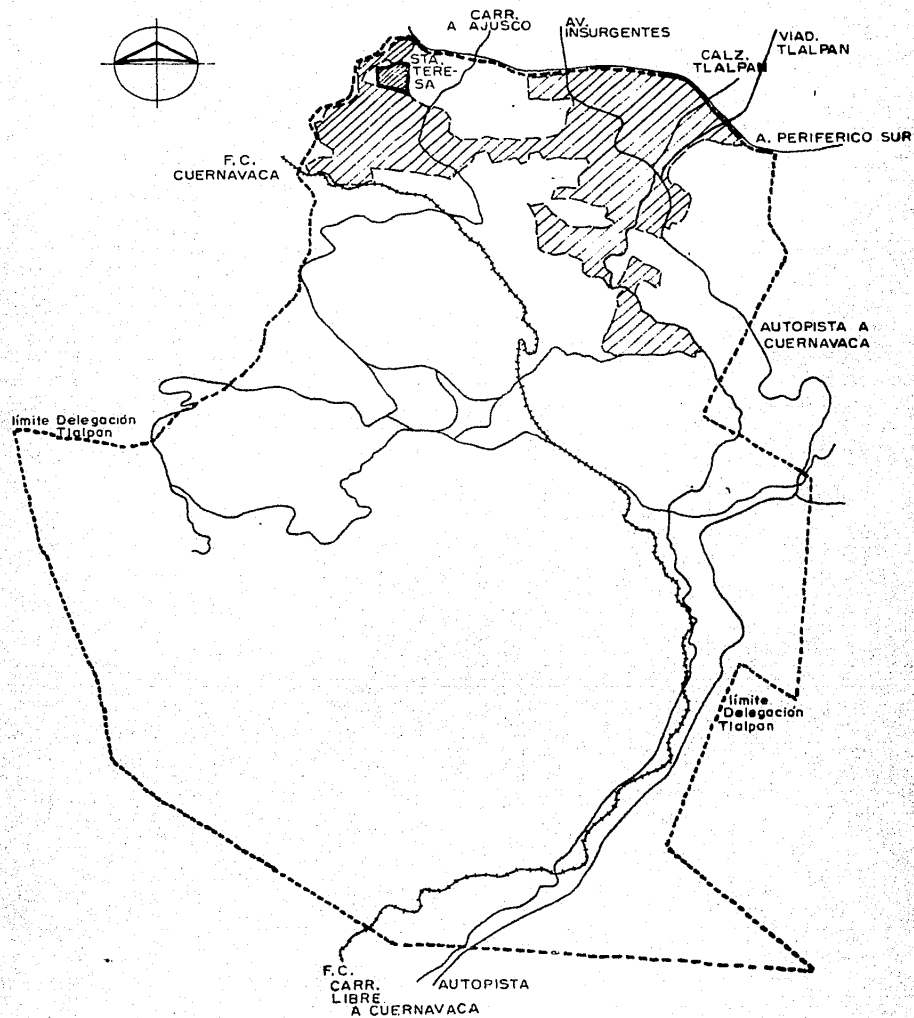 CARR.
A AJUSCO
AV.
INSURGENTES
VIAD.
TLALPAN
CALZ.
TLALPAN
STA.
TERE-
SA
A. PERIFERICO SUR
F.C.
CUERNAVACA
AUTOPISTA A
CUERNAVACA
límite Delegación
Tlalpan
límite
Delegación
Tlalpan
F.C.
CARR.
LIBRE
A CUERNAVACA
AUTOPISTA